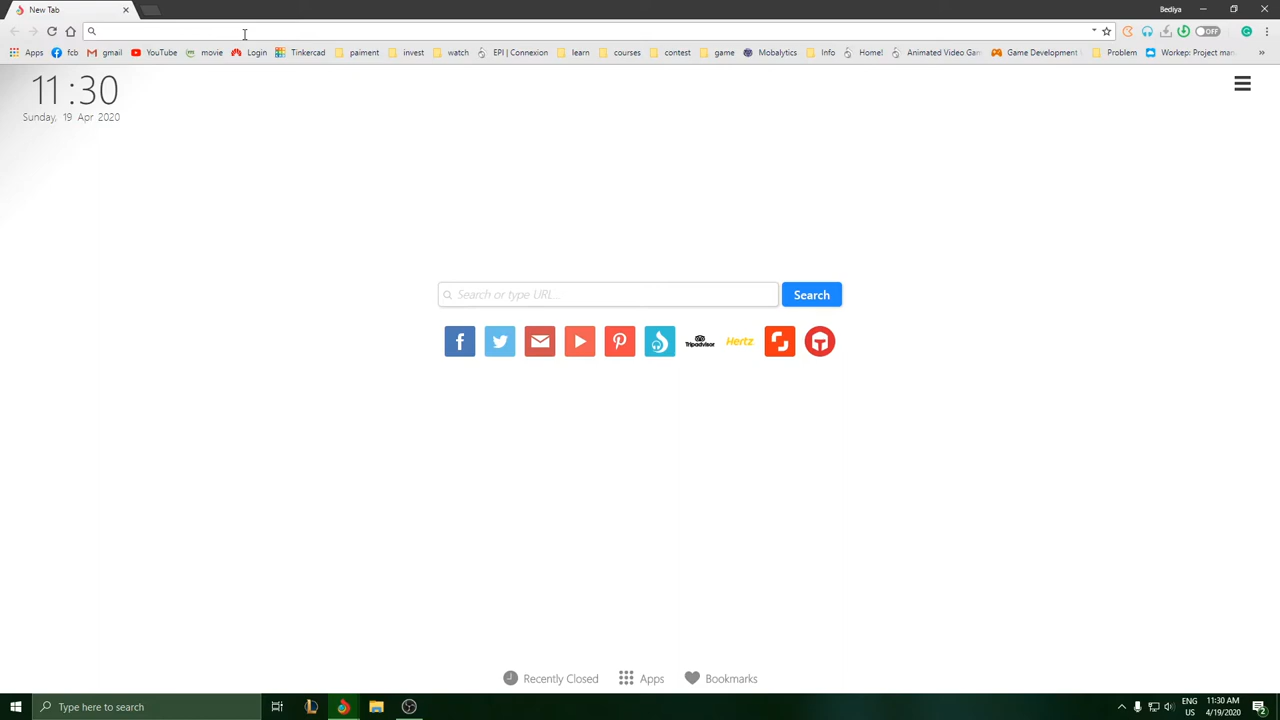 New Tab
Bediya
Apps fcb gmail YouTube movie Login Tinkercad paiment invest watch EPI | Connexion learn courses contest game Mobalytics Info Home! Animated Video Gam Game Development Problem Workep: Project man
OFF
11:30
Sunday, 19 Apr 2020
Search or type URL...
Search
Tripadvisor
Hertz
Recently Closed Apps Bookmarks
Type here to search
ENG 11:30 AM
US 4/19/2020
2